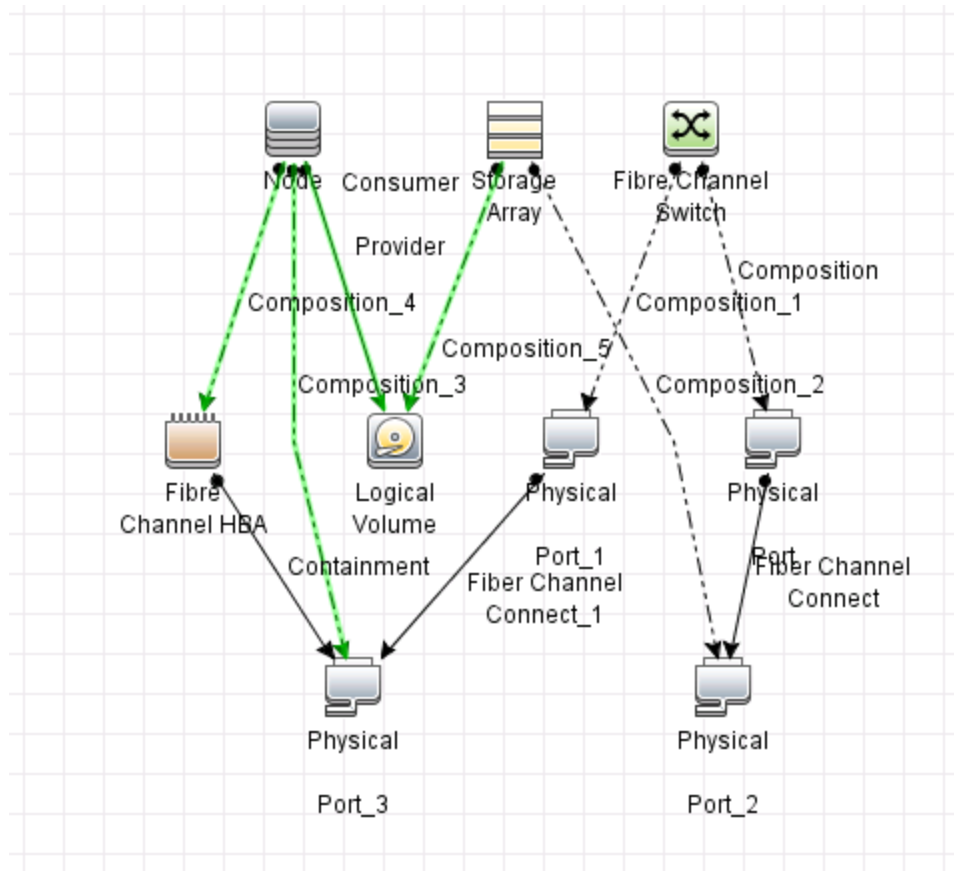 Node
Consumer
Storage
Array
Fibre Channel
Switch
Provider
Composition
Composition_4
Composition_1
Composition_5
Composition_3
Composition_2
Fibre
Channel HBA
Logical
Volume
Physical
Port_1
Physical
Port
Containment
Fiber Channel
Connect_1
Fiber Channel
Connect
Physical
Port_3
Physical
Port_2